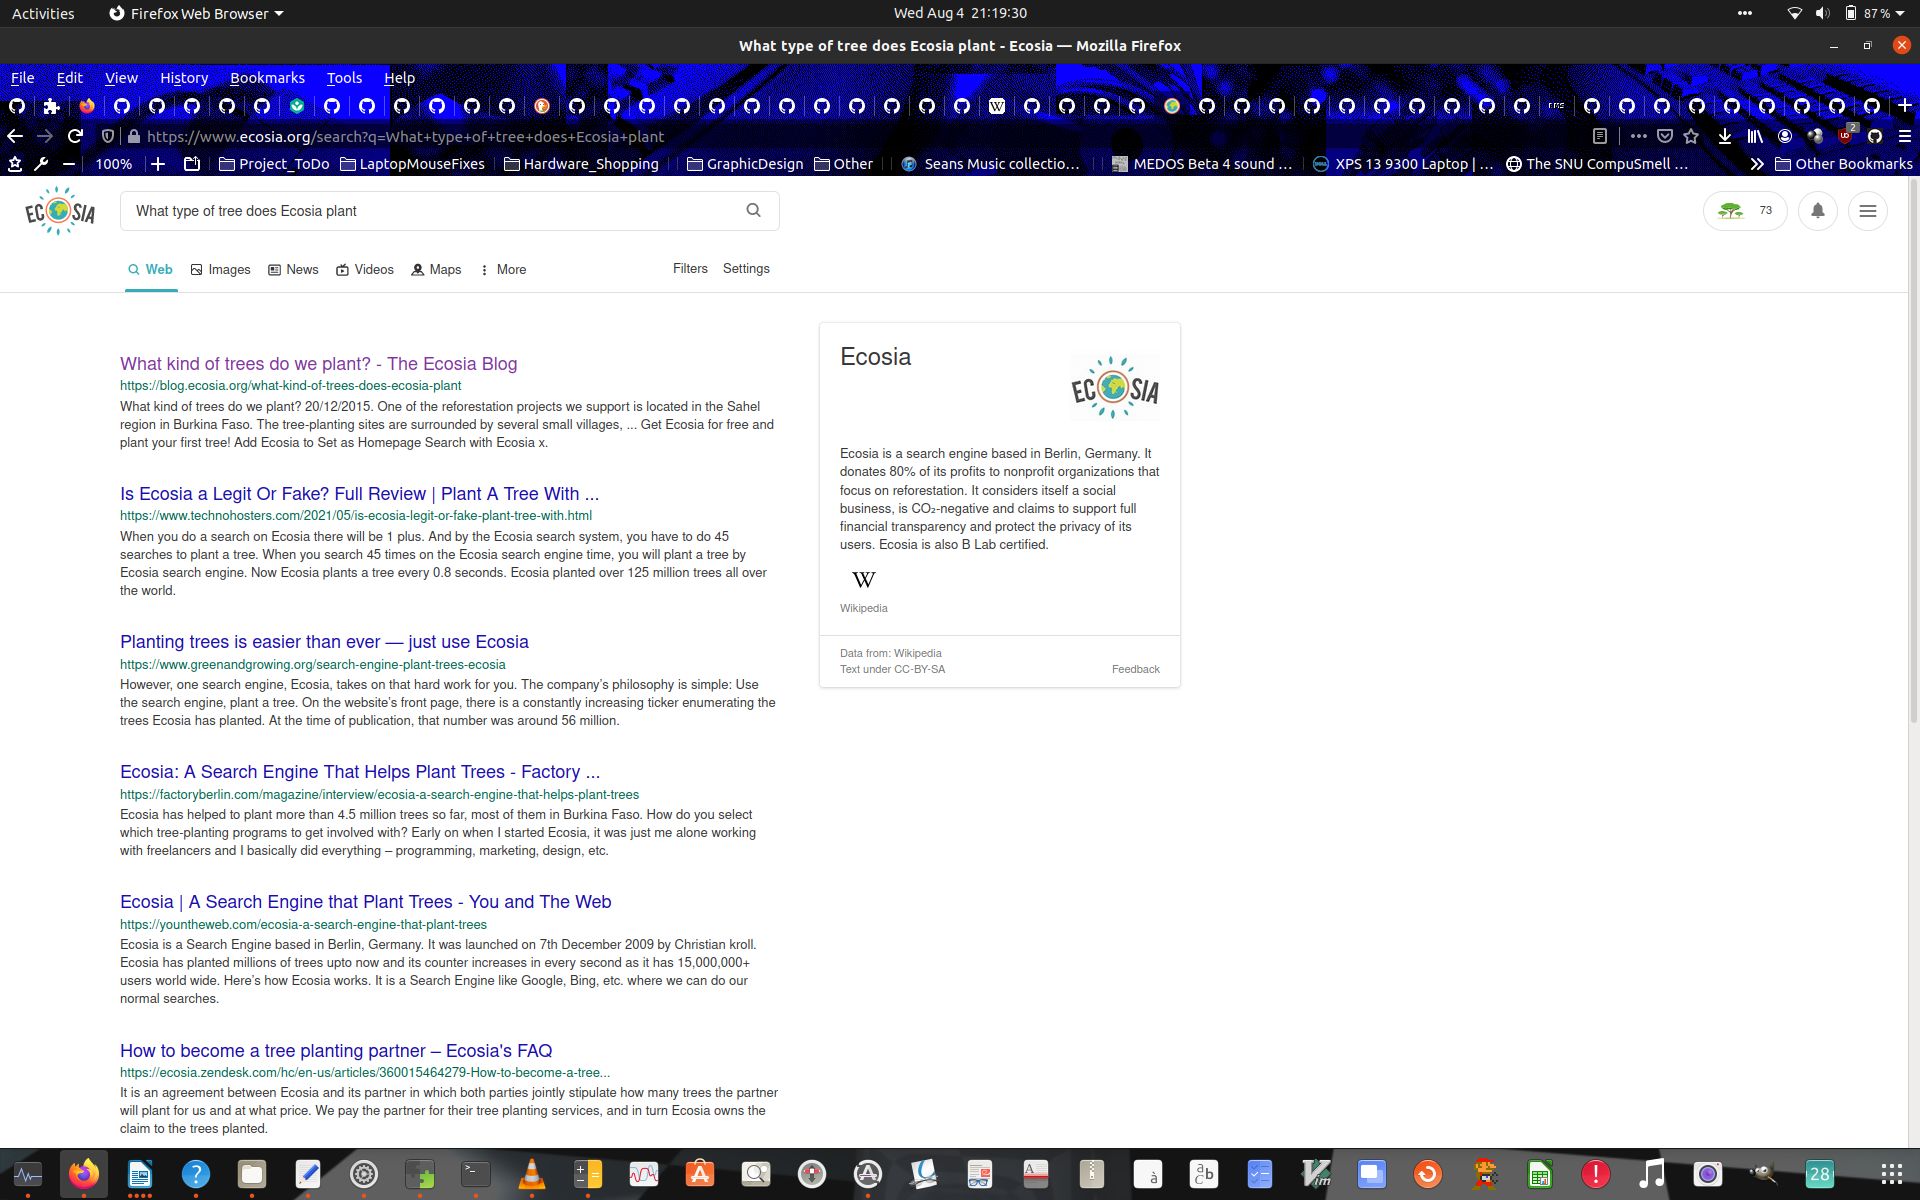 Activities
Firefox Web Browser
Wed Aug 4 21:19:30
87 %
What type of tree does Ecosia plant - Ecosia — Mozilla Firefox
File Edit View History Bookmarks Tools Help
https://www.ecosia.org/search?q=What+type+of+tree+does+Ecosia+plant
2
100%
Project_ToDo
LaptopMouseFixes
Hardware_Shopping
GraphicDesign
Other
Seans Music collectio…
MEDOS Beta 4 sound …
XPS 13 9300 Laptop | …
The SNU CompuSmell …
Other Bookmarks
ECOSIA
What type of tree does Ecosia plant
73
Web
Images
News
Videos
Maps
More
Filters
Settings
What kind of trees do we plant? - The Ecosia Blog
https://blog.ecosia.org/what-kind-of-trees-does-ecosia-plant
What kind of trees do we plant? 20/12/2015. One of the reforestation projects we support is located in the Sahel
region in Burkina Faso. The tree-planting sites are surrounded by several small villages, ... Get Ecosia for free and
plant your first tree! Add Ecosia to Set as Homepage Search with Ecosia x.
Is Ecosia a Legit Or Fake? Full Review | Plant A Tree With ...
https://www.technohosters.com/2021/05/is-ecosia-legit-or-fake-plant-tree-with.html
When you do a search on Ecosia there will be 1 plus. And by the Ecosia search system, you have to do 45
searches to plant a tree. When you search 45 times on the Ecosia search engine time, you will plant a tree by
Ecosia search engine. Now Ecosia plants a tree every 0.8 seconds. Ecosia planted over 125 million trees all over
the world.
Planting trees is easier than ever — just use Ecosia
https://www.greenandgrowing.org/search-engine-plant-trees-ecosia
However, one search engine, Ecosia, takes on that hard work for you. The company's philosophy is simple: Use
the search engine, plant a tree. On the website's front page, there is a constantly increasing ticker enumerating the
trees Ecosia has planted. At the time of publication, that number was around 56 million.
Ecosia: A Search Engine That Helps Plant Trees - Factory ...
https://factoryberlin.com/magazine/interview/ecosia-a-search-engine-that-helps-plant-trees
Ecosia has helped to plant more than 4.5 million trees so far, most of them in Burkina Faso. How do you select
which tree-planting programs to get involved with? Early on when I started Ecosia, it was just me alone working
with freelancers and I basically did everything – programming, marketing, design, etc.
Ecosia | A Search Engine that Plant Trees - You and The Web
https://yountheweb.com/ecosia-a-search-engine-that-plant-trees
Ecosia is a Search Engine based in Berlin, Germany. It was launched on 7th December 2009 by Christian kroll.
Ecosia has planted millions of trees upto now and its counter increases in every second as it has 15,000,000+
users world wide. Here's how Ecosia works. It is a Search Engine like Google, Bing, etc. where we can do our
normal searches.
How to become a tree planting partner – Ecosia's FAQ
https://ecosia.zendesk.com/hc/en-us/articles/360015464279-How-to-become-a-tree...
It is an agreement between Ecosia and its partner in which both parties jointly stipulate how many trees the partner
will plant for us and at what price. We pay the partner for their tree planting services, and in turn Ecosia owns the
claim to the trees planted.
Ecosia
ECOSIA
Ecosia is a search engine based in Berlin, Germany. It
donates 80% of its profits to nonprofit organizations that
focus on reforestation. It considers itself a social
business, is CO₂-negative and claims to support full
financial transparency and protect the privacy of its
users. Ecosia is also B Lab certified.
W
Wikipedia
Data from: Wikipedia
Text under CC-BY-SA
Feedback
28